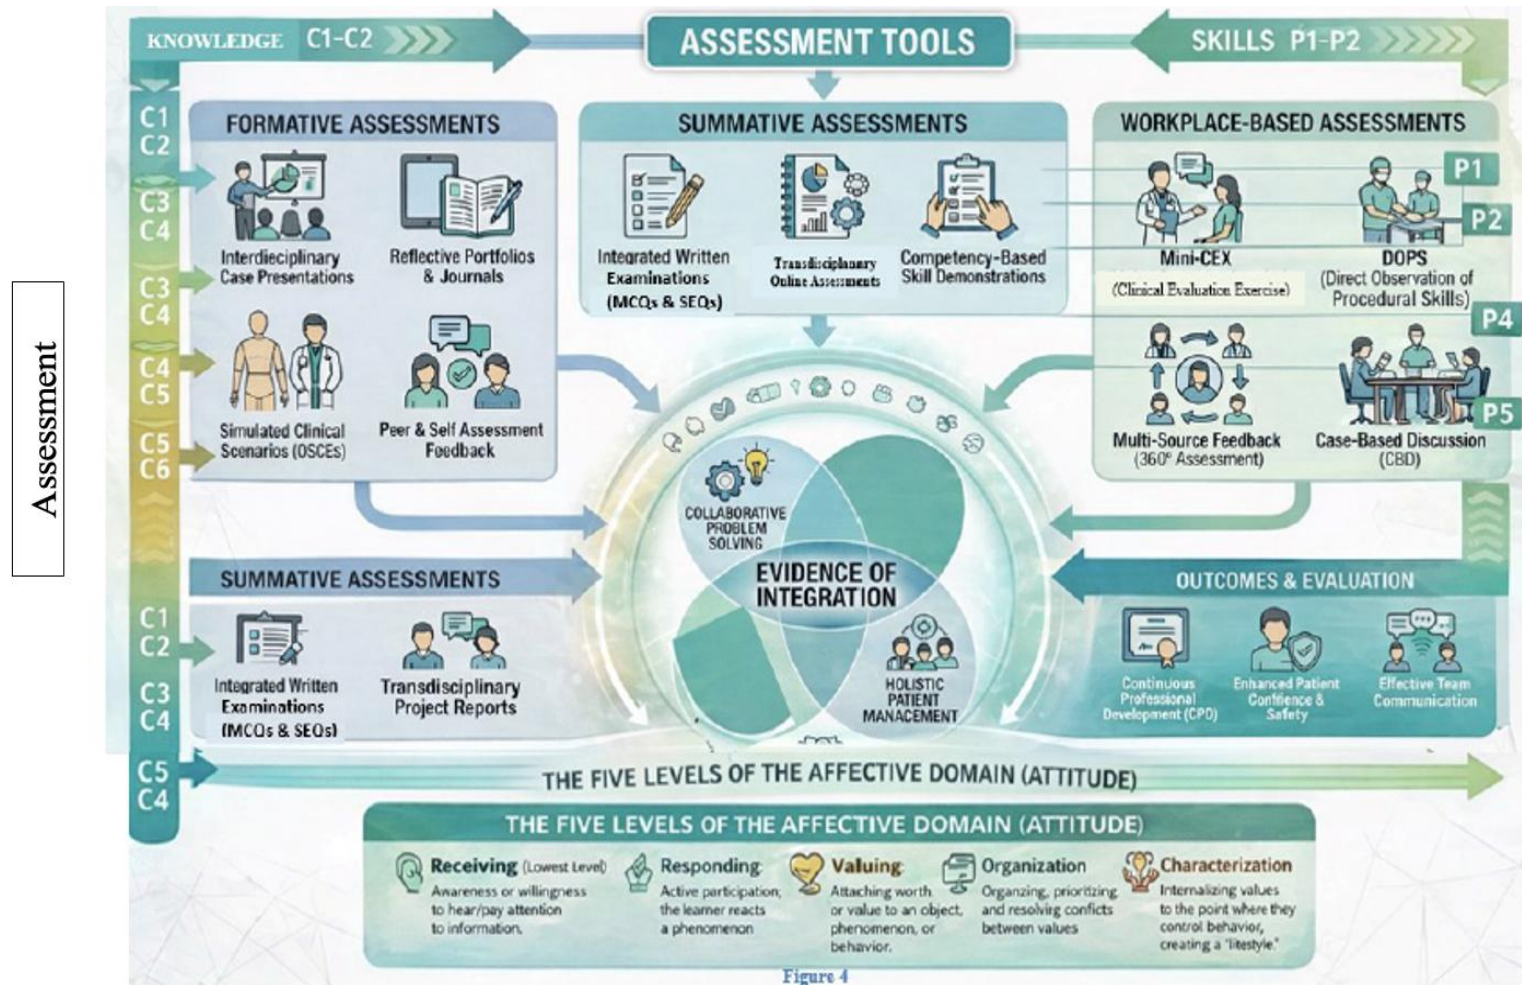 Assessment
KNOWLEDGE C1-C2
ASSESSMENT TOOLS
SKILLS P1-P2
C1
C2
C3
C4
C3
C4
C4
C5
C5
C6
FORMATIVE ASSESSMENTS
Interdieciplinary
Case Presentations
Reflective Portfolios
& Journals
Simulated Clinical
Scenarios (OSCEs)
Peer & Self Assessment
Feedback
SUMMATIVE ASSESSMENTS
Integrated Written
Examinations
(MCQs & SEQs)
Transdisciplinary
Online Assessments
Competency-Based
Skill Demonstrations
WORKPLACE-BASED ASSESSMENTS
Mini-CEX
(Clinical Evaluation Exercise)
DOPS
(Direct Observation of
Procedural Skills)
Multi-Source Feedback
(360° Assessment)
Case-Based Discussion
(CBD)
P1
P2
P4
P5
COLLABORATIVE
PROBLEM
SOLVING
EVIDENCE OF
INTEGRATION
HOLISTIC
PATIENT
MANAGEMENT
C1
C2
C3
C4
SUMMATIVE ASSESSMENTS
Integrated Written
Examinations
(MCQs & SEQs)
Transdisciplinary
Project Reports
OUTCOMES & EVALUATION
Continuous
Professional
Development (CPD)
Enhanced Patient
Confiience &
Safety
Effective Team
Communication
C5
C4
THE FIVE LEVELS OF THE AFFECTIVE DOMAIN (ATTITUDE)
THE FIVE LEVELS OF THE AFFECTIVE DOMAIN (ATTITUDE)
Receiving (Lowest Level)
Awareness or willingness
to hear/pay attention
to information.
Responding:
Active participation;
the learner reacts
a phenomenon
Valuing:
Attaching worth
or value to an object,
phenomenon, or
behavior.
Organization
Organzing, prioritizing
and resolving conficts
between values
Characterization
Internalizing values
to the point where they
control behavior,
creating a "litestyle."
Figure 4